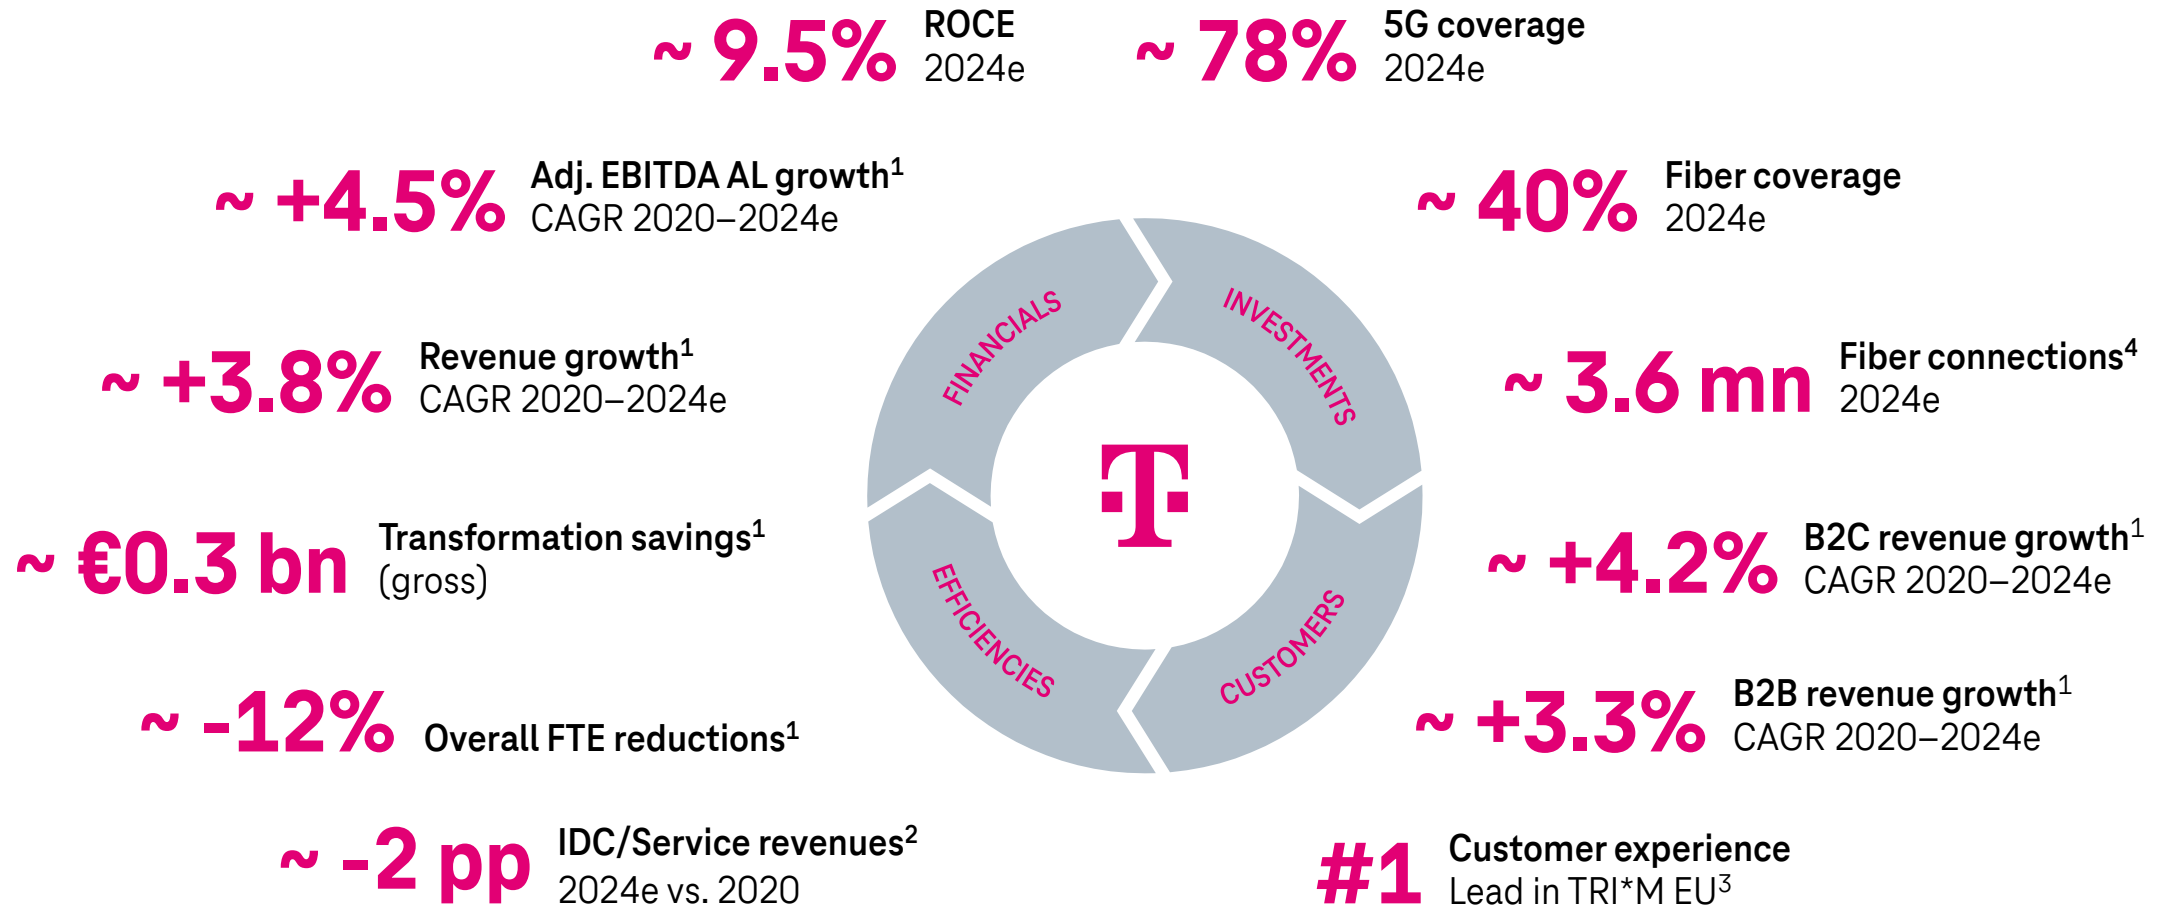 ~ 9.5% ROCE
2024e
~ 78% 5G coverage
2024e
~ +4.5% Adj. EBITDA AL growth¹
CAGR 2020–2024e
~ 40% Fiber coverage
2024e
~ +3.8% Revenue growth¹
CAGR 2020–2024e
~ 3.6 mn Fiber connections⁴
2024e
FINANCIALS
INVESTMENTS
T
~ €0.3 bn Transformation savings¹
(gross)
~ +4.2% B2C revenue growth¹
CAGR 2020–2024e
EFFICIENCIES
CUSTOMERS
~ -12% Overall FTE reductions¹
~ +3.3% B2B revenue growth¹
CAGR 2020–2024e
~ -2 pp IDC/Service revenues²
2024e vs. 2020
#1 Customer experience
Lead in TRI*M EU³